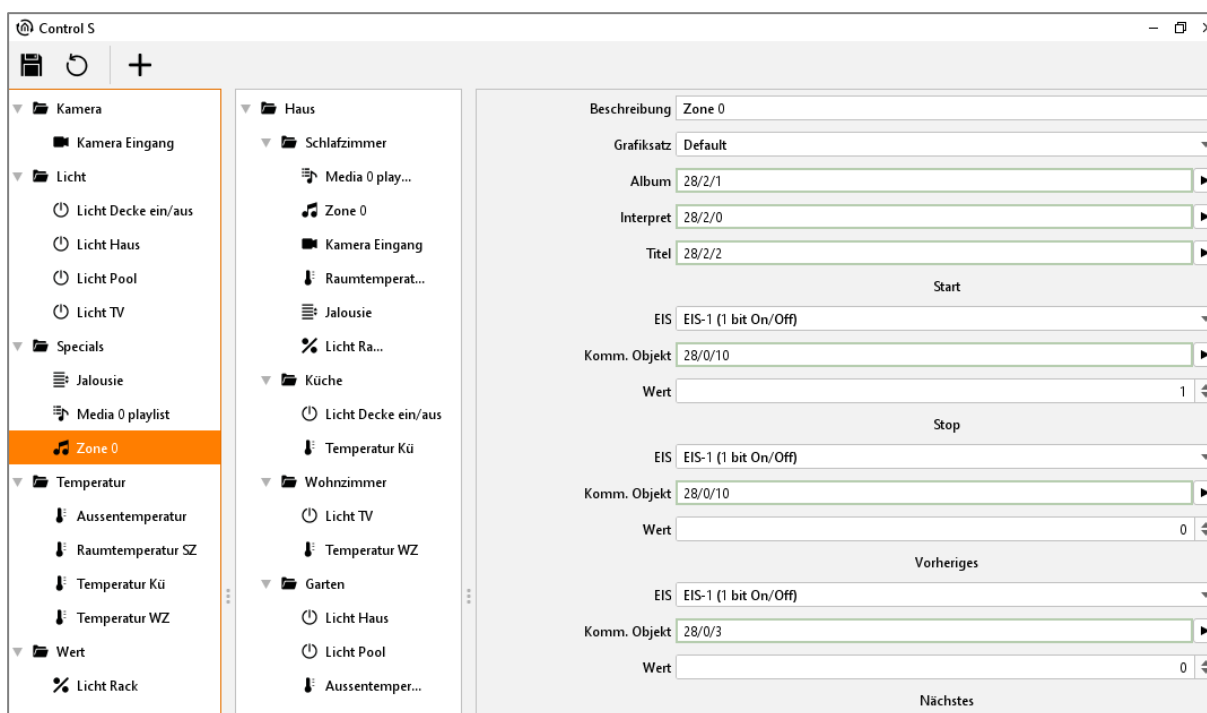 Control S
Kamera
Kamera Eingang
Licht
Licht Decke ein/aus
Licht Haus
Licht Pool
Licht TV
Specials
Jalousie
Media 0 playlist
Zone 0
Temperatur
Aussentemperatur
Raumtemperatur SZ
Temperatur Kü
Temperatur WZ
Wert
Licht Rack
Haus
Schlafzimmer
Media 0 play...
Zone 0
Kamera Eingang
Raumtemperat...
Jalousie
Licht Ra...
Küche
Licht Decke ein/aus
Temperatur Kü
Wohnzimmer
Licht TV
Temperatur WZ
Garten
Licht Haus
Licht Pool
Aussentemper...
Beschreibung Zone 0
Grafiksatz Default
Album 28/2/1
Interpret 28/2/0
Titel 28/2/2
Start
EIS EIS-1 (1 bit On/Off)
Komm. Objekt 28/0/10
Wert 1
Stop
EIS EIS-1 (1 bit On/Off)
Komm. Objekt 28/0/10
Wert 0
Vorheriges
EIS EIS-1 (1 bit On/Off)
Komm. Objekt 28/0/3
Wert 0
Nächstes